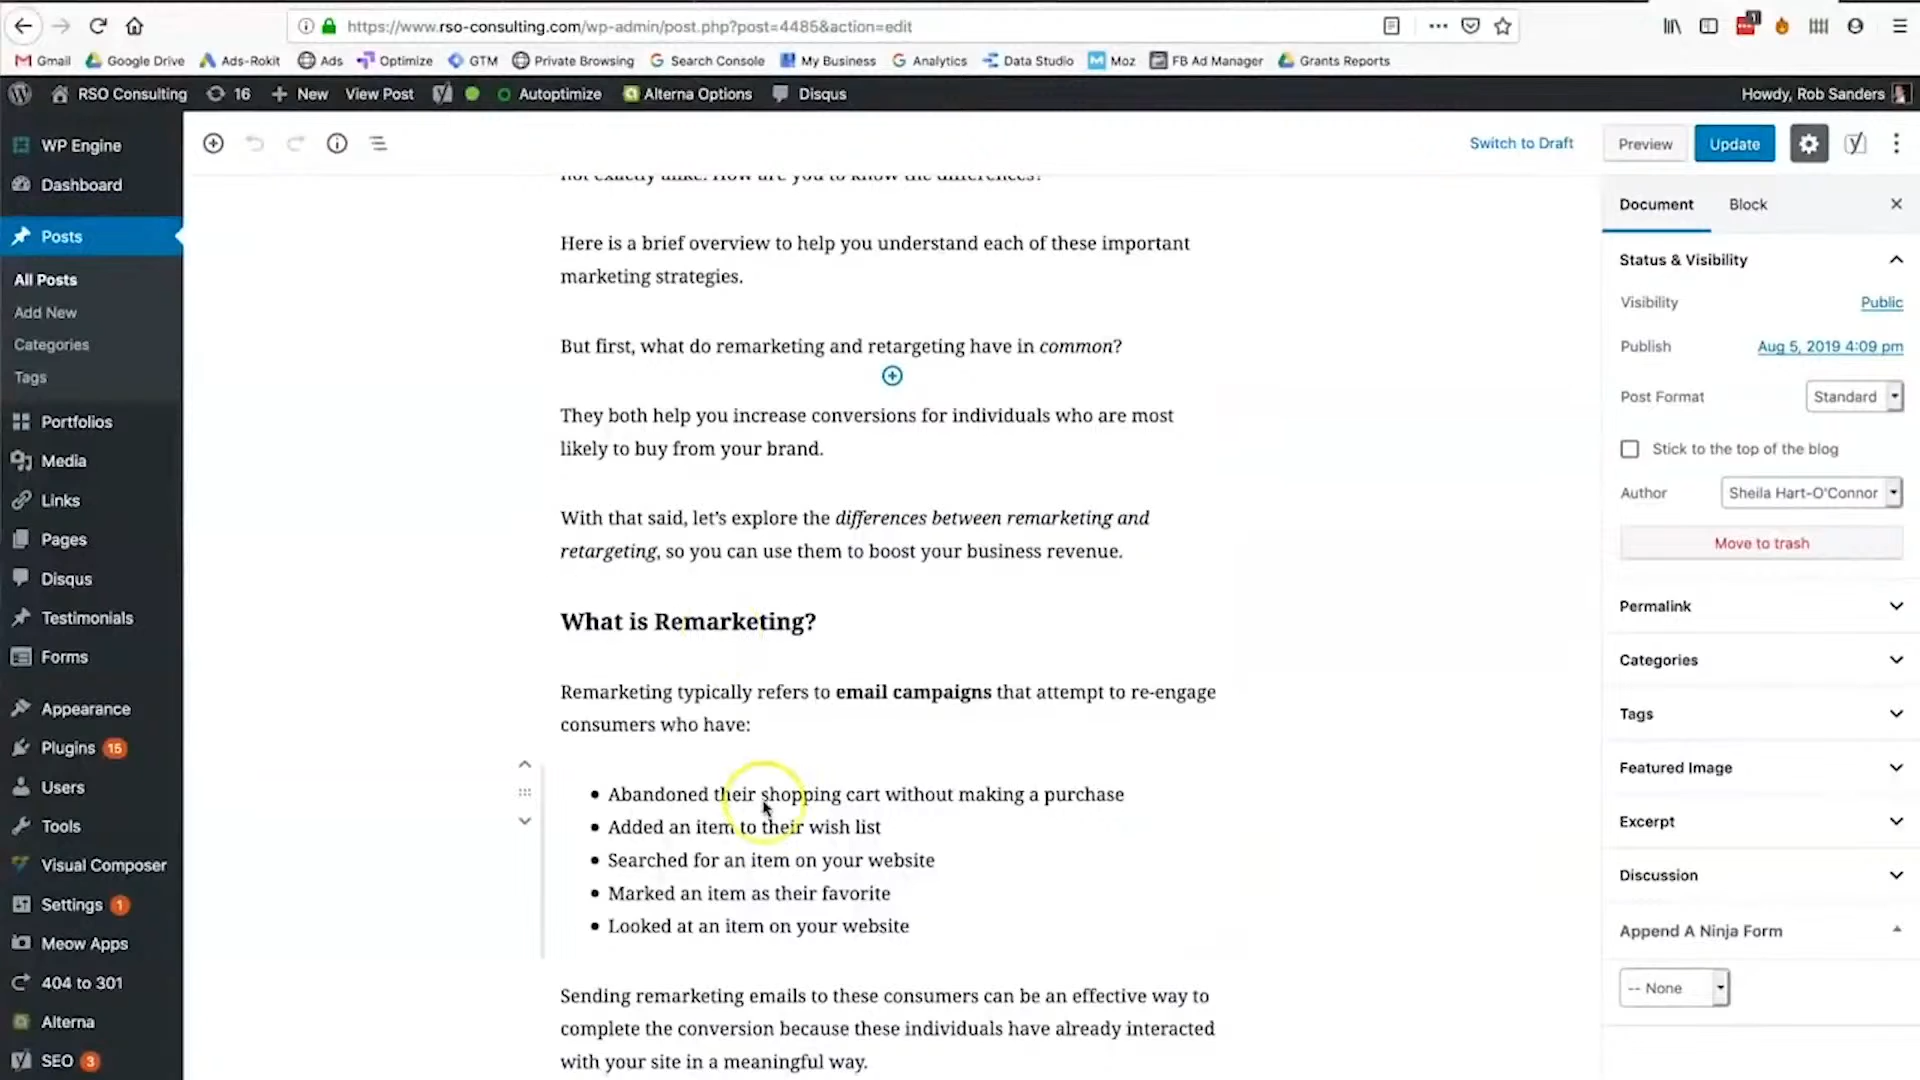 https://www.rso-consulting.com/wp-admin/post.php?post=4485&action=edit
1
Gmail Google Drive Ads-Rokit Ads Optimize GTM Private Browsing Search Console My Business Analytics Data Studio Moz FB Ad Manager Grants Reports
RSO Consulting 16 New View Post Autoptimize Alterna Options Disqus Howdy, Rob Sanders
WP Engine
Dashboard
Posts
All Posts
Add New
Categories
Tags
Portfolios
Media
Links
Pages
Disqus
Testimonials
Forms
Appearance
Plugins 15
Users
Tools
Visual Composer
Settings 1
Meow Apps
404 to 301
Alterna
SEO 3
Switch to Draft Preview Update
not exactly alike. How are you to know the differences?
Here is a brief overview to help you understand each of these important
marketing strategies.
But first, what do remarketing and retargeting have in common?
They both help you increase conversions for individuals who are most
likely to buy from your brand.
With that said, let’s explore the differences between remarketing and
retargeting, so you can use them to boost your business revenue.
What is Remarketing?
Remarketing typically refers to email campaigns that attempt to re-engage
consumers who have:
• Abandoned their shopping cart without making a purchase
• Added an item to their wish list
• Searched for an item on your website
• Marked an item as their favorite
• Looked at an item on your website
Sending remarketing emails to these consumers can be an effective way to
complete the conversion because these individuals have already interacted
with your site in a meaningful way.
Document Block
Status & Visibility
Visibility Public
Publish Aug 5, 2019 4:09 pm
Post Format Standard
Stick to the top of the blog
Author Sheila Hart-O'Connor
Move to trash
Permalink
Categories
Tags
Featured Image
Excerpt
Discussion
Append A Ninja Form
-- None